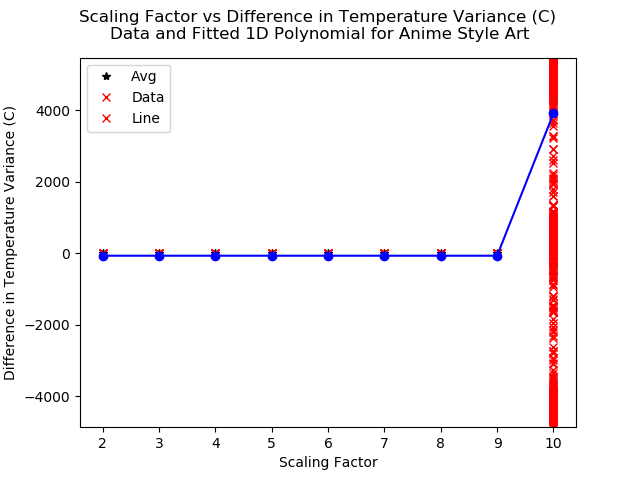 Scaling Factor vs Difference in Temperature Variance (C)
Data and Fitted 1D Polynomial for Anime Style Art
Avg
Data
Line
Difference in Temperature Variance (C)
4000
2000
0
−2000
−4000
2 3 4 5 6 7 8 9 10
Scaling Factor